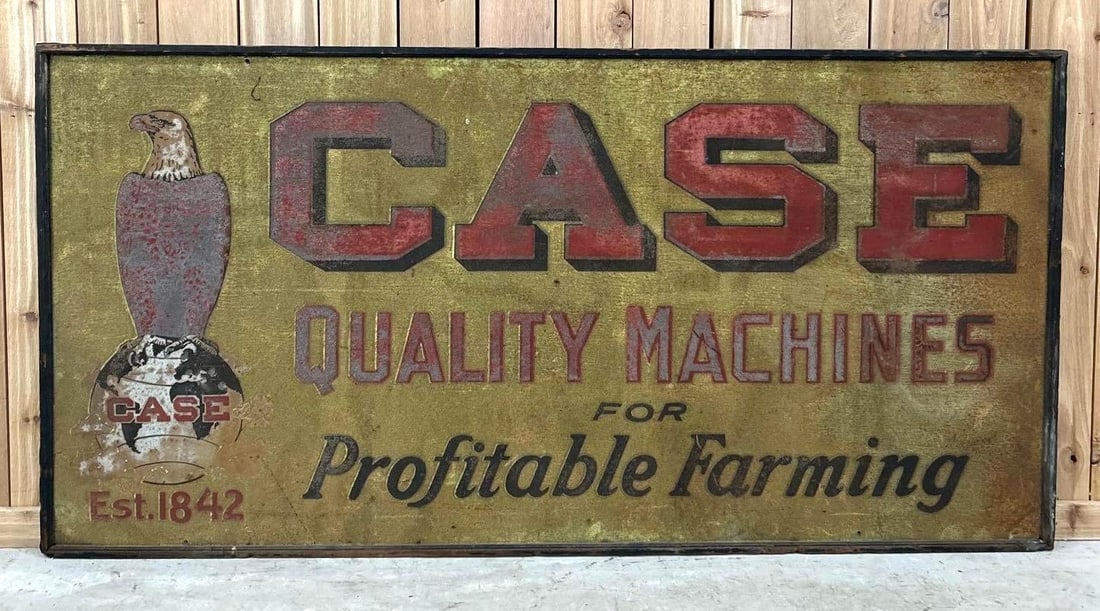 CASE
QUALITY MACHINES
FOR
Profitable Farming
CASE
Est. 1842